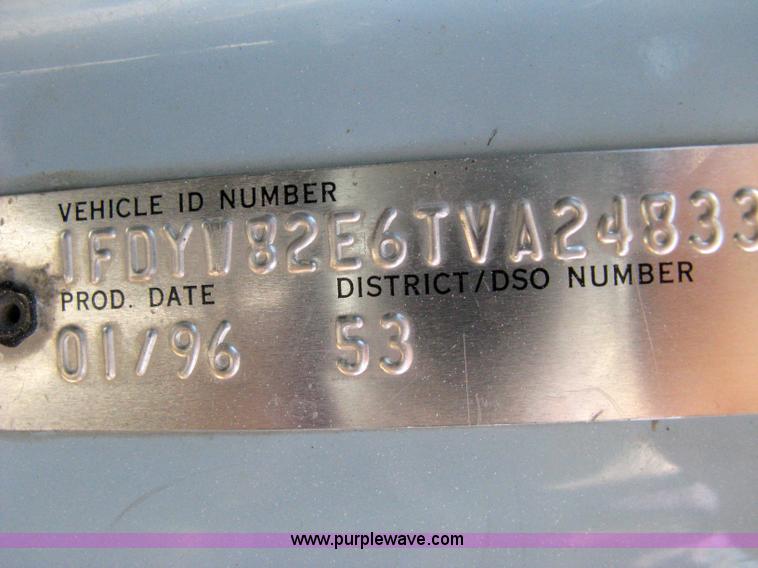 VEHICLE ID NUMBER
1FDYW82E6TVA24833
PROD. DATE DISTRICT/DSO NUMBER
01/96 53
www.purplewave.com